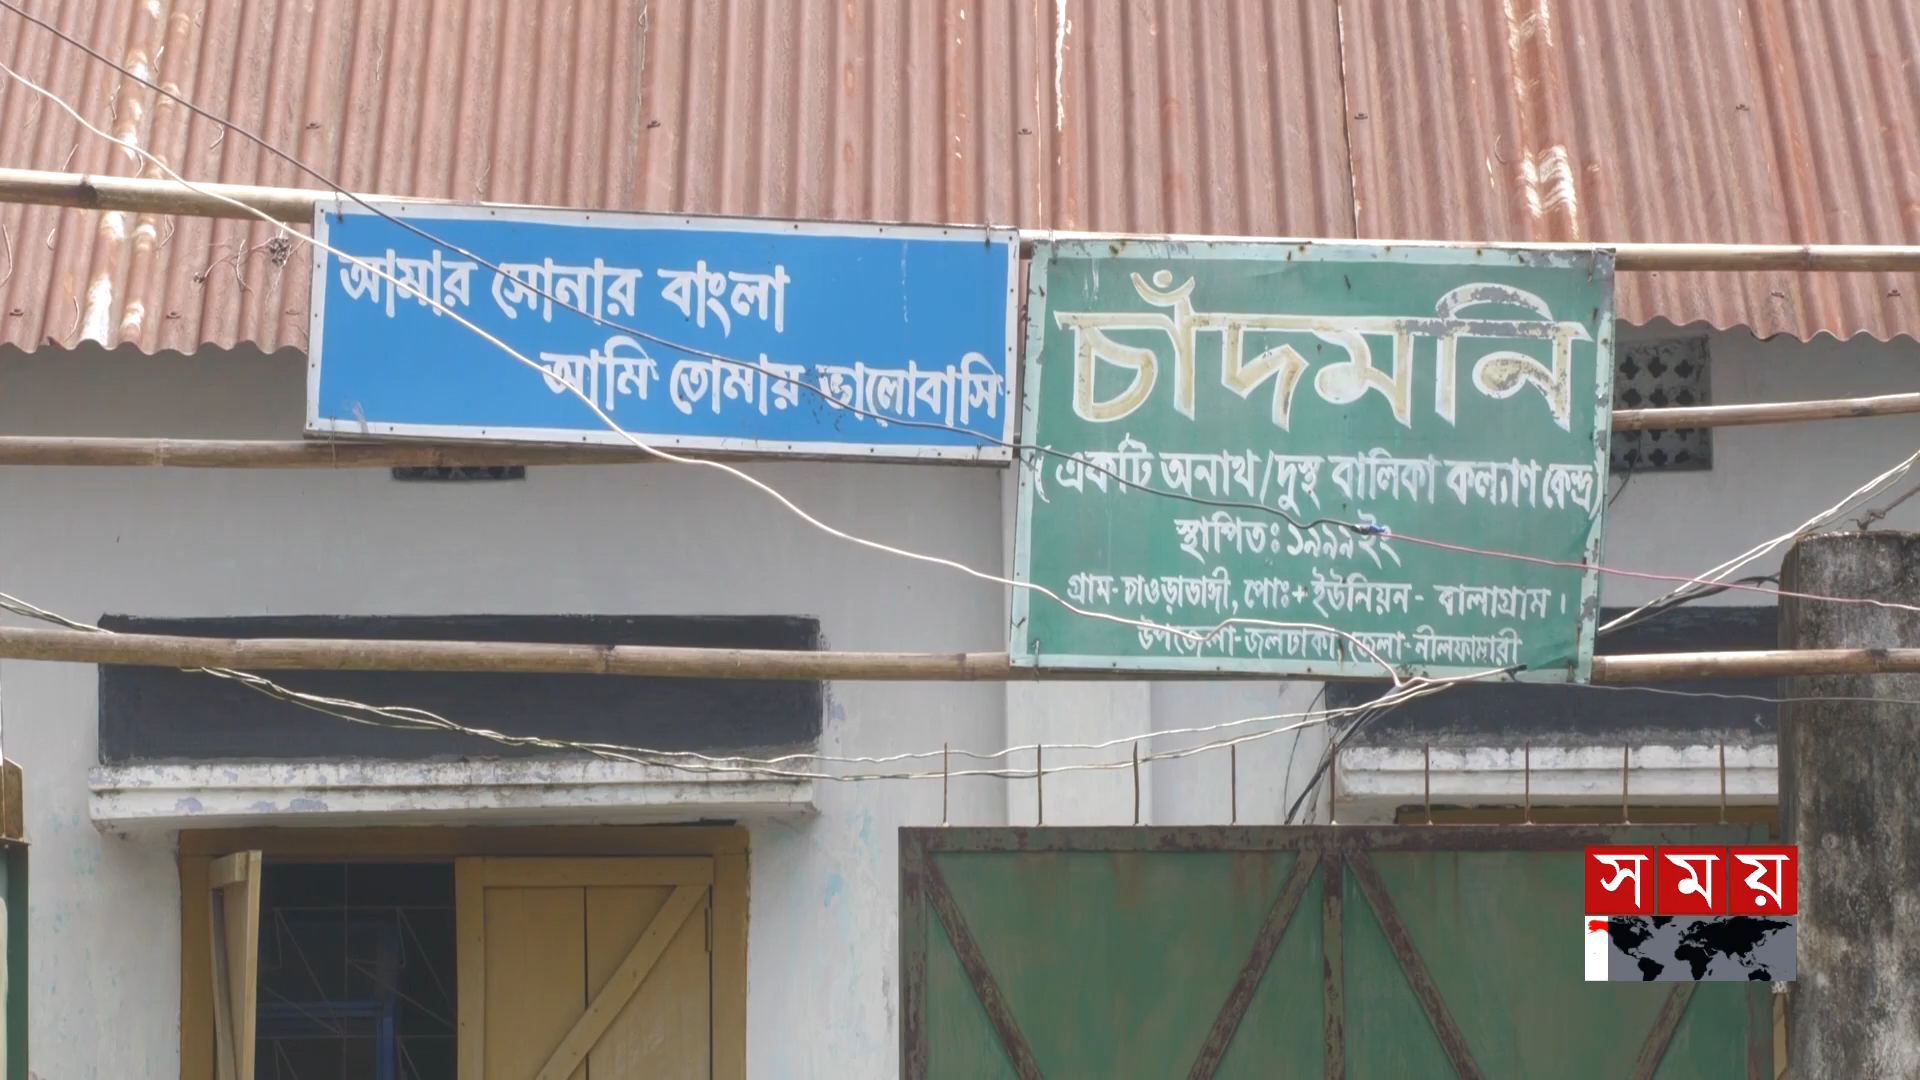 আমার সোনার বাংলা
আমি তোমায় ভালোবাসি
চাঁদমনি
( একটি অনাথ/দুস্থ বালিকা কল্যাণ কেন্দ্র)
স্থাপিতঃ ১৯৯৯ইং
গ্রাম- চাওড়াডাঙ্গী, পোঃ+ ইউনিয়ন - বালাগ্রাম ।
উপজেলা-জলঢাকা, জেলা-নীলফামারী
সময়